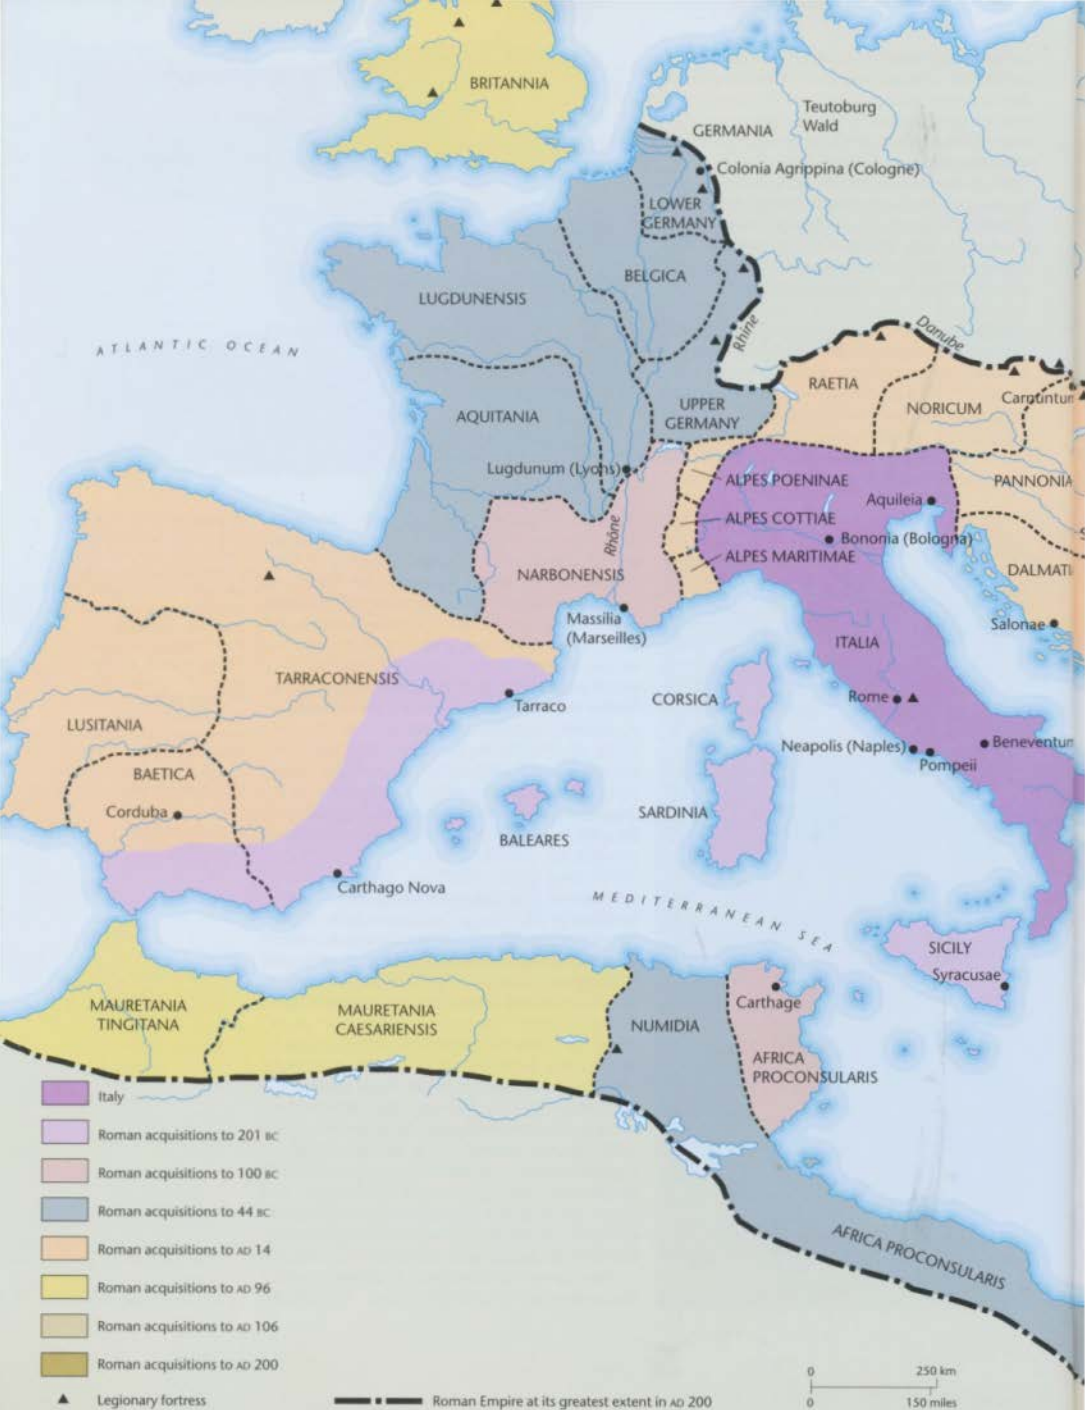 BRITANNIA
Teutoburg
Wald
GERMANIA
Colonia Agrippina (Cologne)
LOWER
GERMANY
BELGICA
LUGDUNENSIS
ATLANTIC OCEAN
Rhine
Danube
RAETIA
NORICUM
Carnuntum
AQUITANIA
UPPER
GERMANY
Lugdunum (Lyons)
ALPES POENINAE
PANNONIA
Aquileia
ALPES COTTIAE
Rhône
Bononia (Bologna)
ALPES MARITIMAE
NARBONENSIS
DALMATI
Massilia
(Marseilles)
Salonae
ITALIA
TARRACONENSIS
CORSICA
Rome
Tarraco
LUSITANIA
Neapolis (Naples)
Beneventum
Pompeii
BAETICA
Corduba
SARDINIA
BALEARES
Carthago Nova
MEDITERRANEAN SEA
SICILY
Syracusae
MAURETANIA
TINGITANA
MAURETANIA
CAESARIENSIS
NUMIDIA
Carthage
AFRICA
PROCONSULARIS
AFRICA PROCONSULARIS
Italy
Roman acquisitions to 201 BC
Roman acquisitions to 100 BC
Roman acquisitions to 44 BC
Roman acquisitions to AD 14
Roman acquisitions to AD 96
Roman acquisitions to AD 106
Roman acquisitions to AD 200
Legionary fortress
Roman Empire at its greatest extent in AD 200
0 250 km
0 150 miles